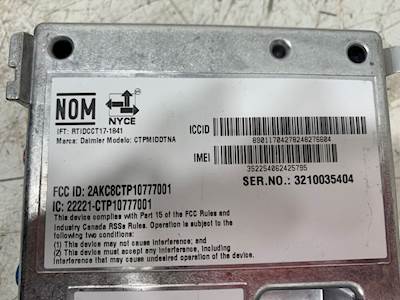 NOM
NYCE
IFT: RTIDCCT17-1841
Marca: Daimler Modelo: CTPMIDDTNA
ICCID
89011704278248276604
IMEI
352254062425795
SER.NO.: 3210035404
FCC ID: 2AKC8CTP10777001
IC: 22221-CTP10777001
This device complies with Part 15 of the FCC Rules and
Industry Canada RSSs Rules. Operation is subject to the
following two conditions:
(1) This device may not cause interference; and
(2) This device must accept any interference, including
interference that may cause undesired operation of the device.